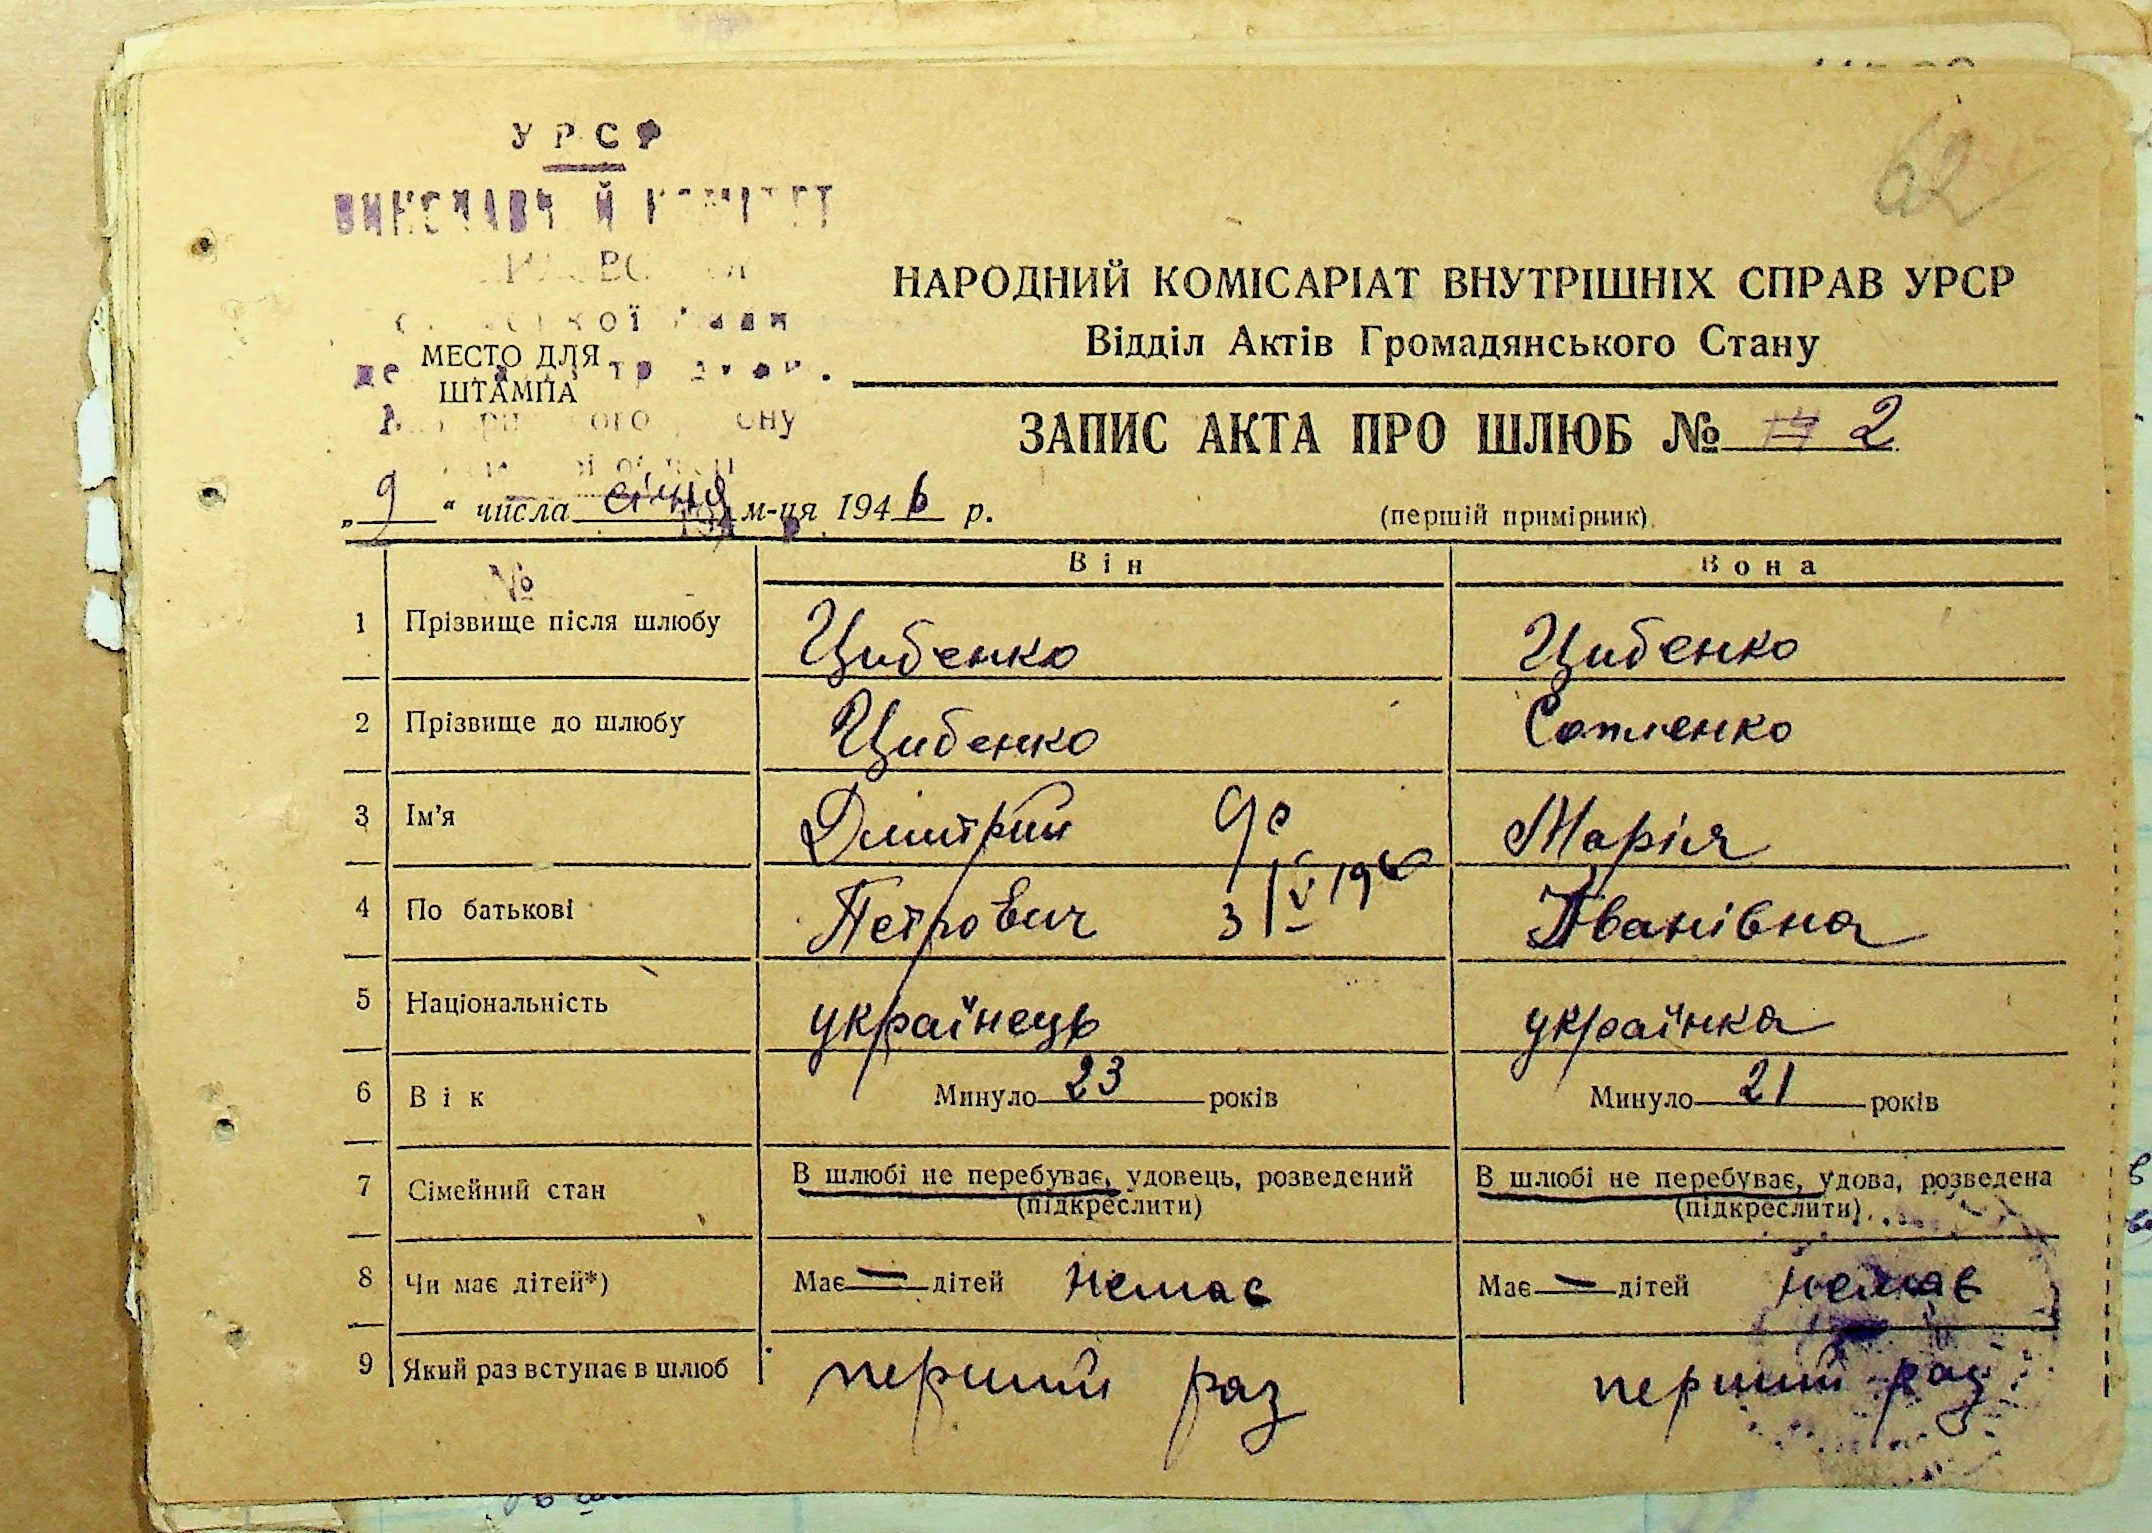 62
УРСР
НАРОДНИЙ КОМІСАРІАТ ВНУТРІШНІХ СПРАВ УРСР
Відділ Актів Громадянського Стану
МЕСТО ДЛЯ
ШТАМПА
ЗАПИС АКТА ПРО ШЛЮБ № 2
„ 9 “ числа січня м-ця 1946 р.
(першій примірник)
№
Він Вона
1 Прізвище після шлюбу Цибенко Цибенко
2 Прізвище до шлюбу Цибенко
3 Ім'я Дмитрий Марія
4 По батькові Петрович Іванівна
5 Національність українець українка
6 Вік Минуло 23 років Минуло 21 років
7 Сімейний стан В шлюбі не перебуває, удовець, розведений В шлюбі не перебуває, удова, розведена
(підкреслити) (підкреслити)
8 Чи має дітей*) Має — дітей немає Має — дітей немає
9 Який раз вступає в шлюб перший раз перший раз